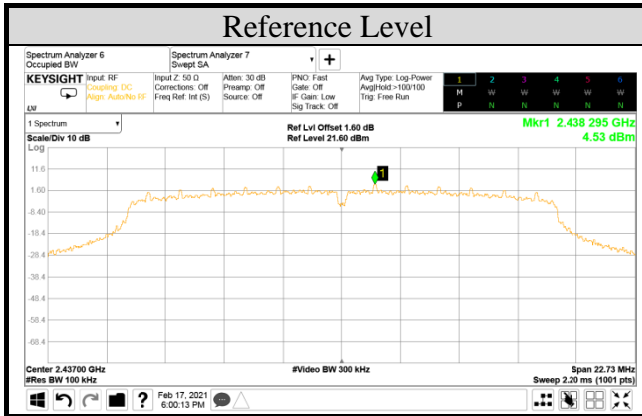 Reference Level
Spectrum Analyzer 6
Occupied BW
Spectrum Analyzer 7
Swept SA
KEYSIGHT
Input: RF
Coupling: DC
Align: Auto/No RF
Input Z: 50 Ω
Corrections: Off
Freq Ref: Int (S)
Atten: 30 dB
Preamp: Off
Source: Off
PNO: Fast
Gate: Off
IF Gain: Low
Sig Track: Off
Avg Type: Log-Power
Avg|Hold:>100/100
Trig: Free Run
1 2 3 4 5 6
M W W W W W
P N N N N N
LXI
1 Spectrum
Scale/Div 10 dB
Ref Lvl Offset 1.60 dB
Ref Level 21.60 dBm
Mkr1 2.438 295 GHz
4.53 dBm
Log
1
11.6
1.60
-8.40
-18.4
-28.4
-38.4
-48.4
-58.4
-68.4
Center 2.43700 GHz
#Res BW 100 kHz
#Video BW 300 kHz
Span 22.73 MHz
Sweep 2.20 ms (1001 pts)
?
Feb 17, 2021
6:00:13 PM